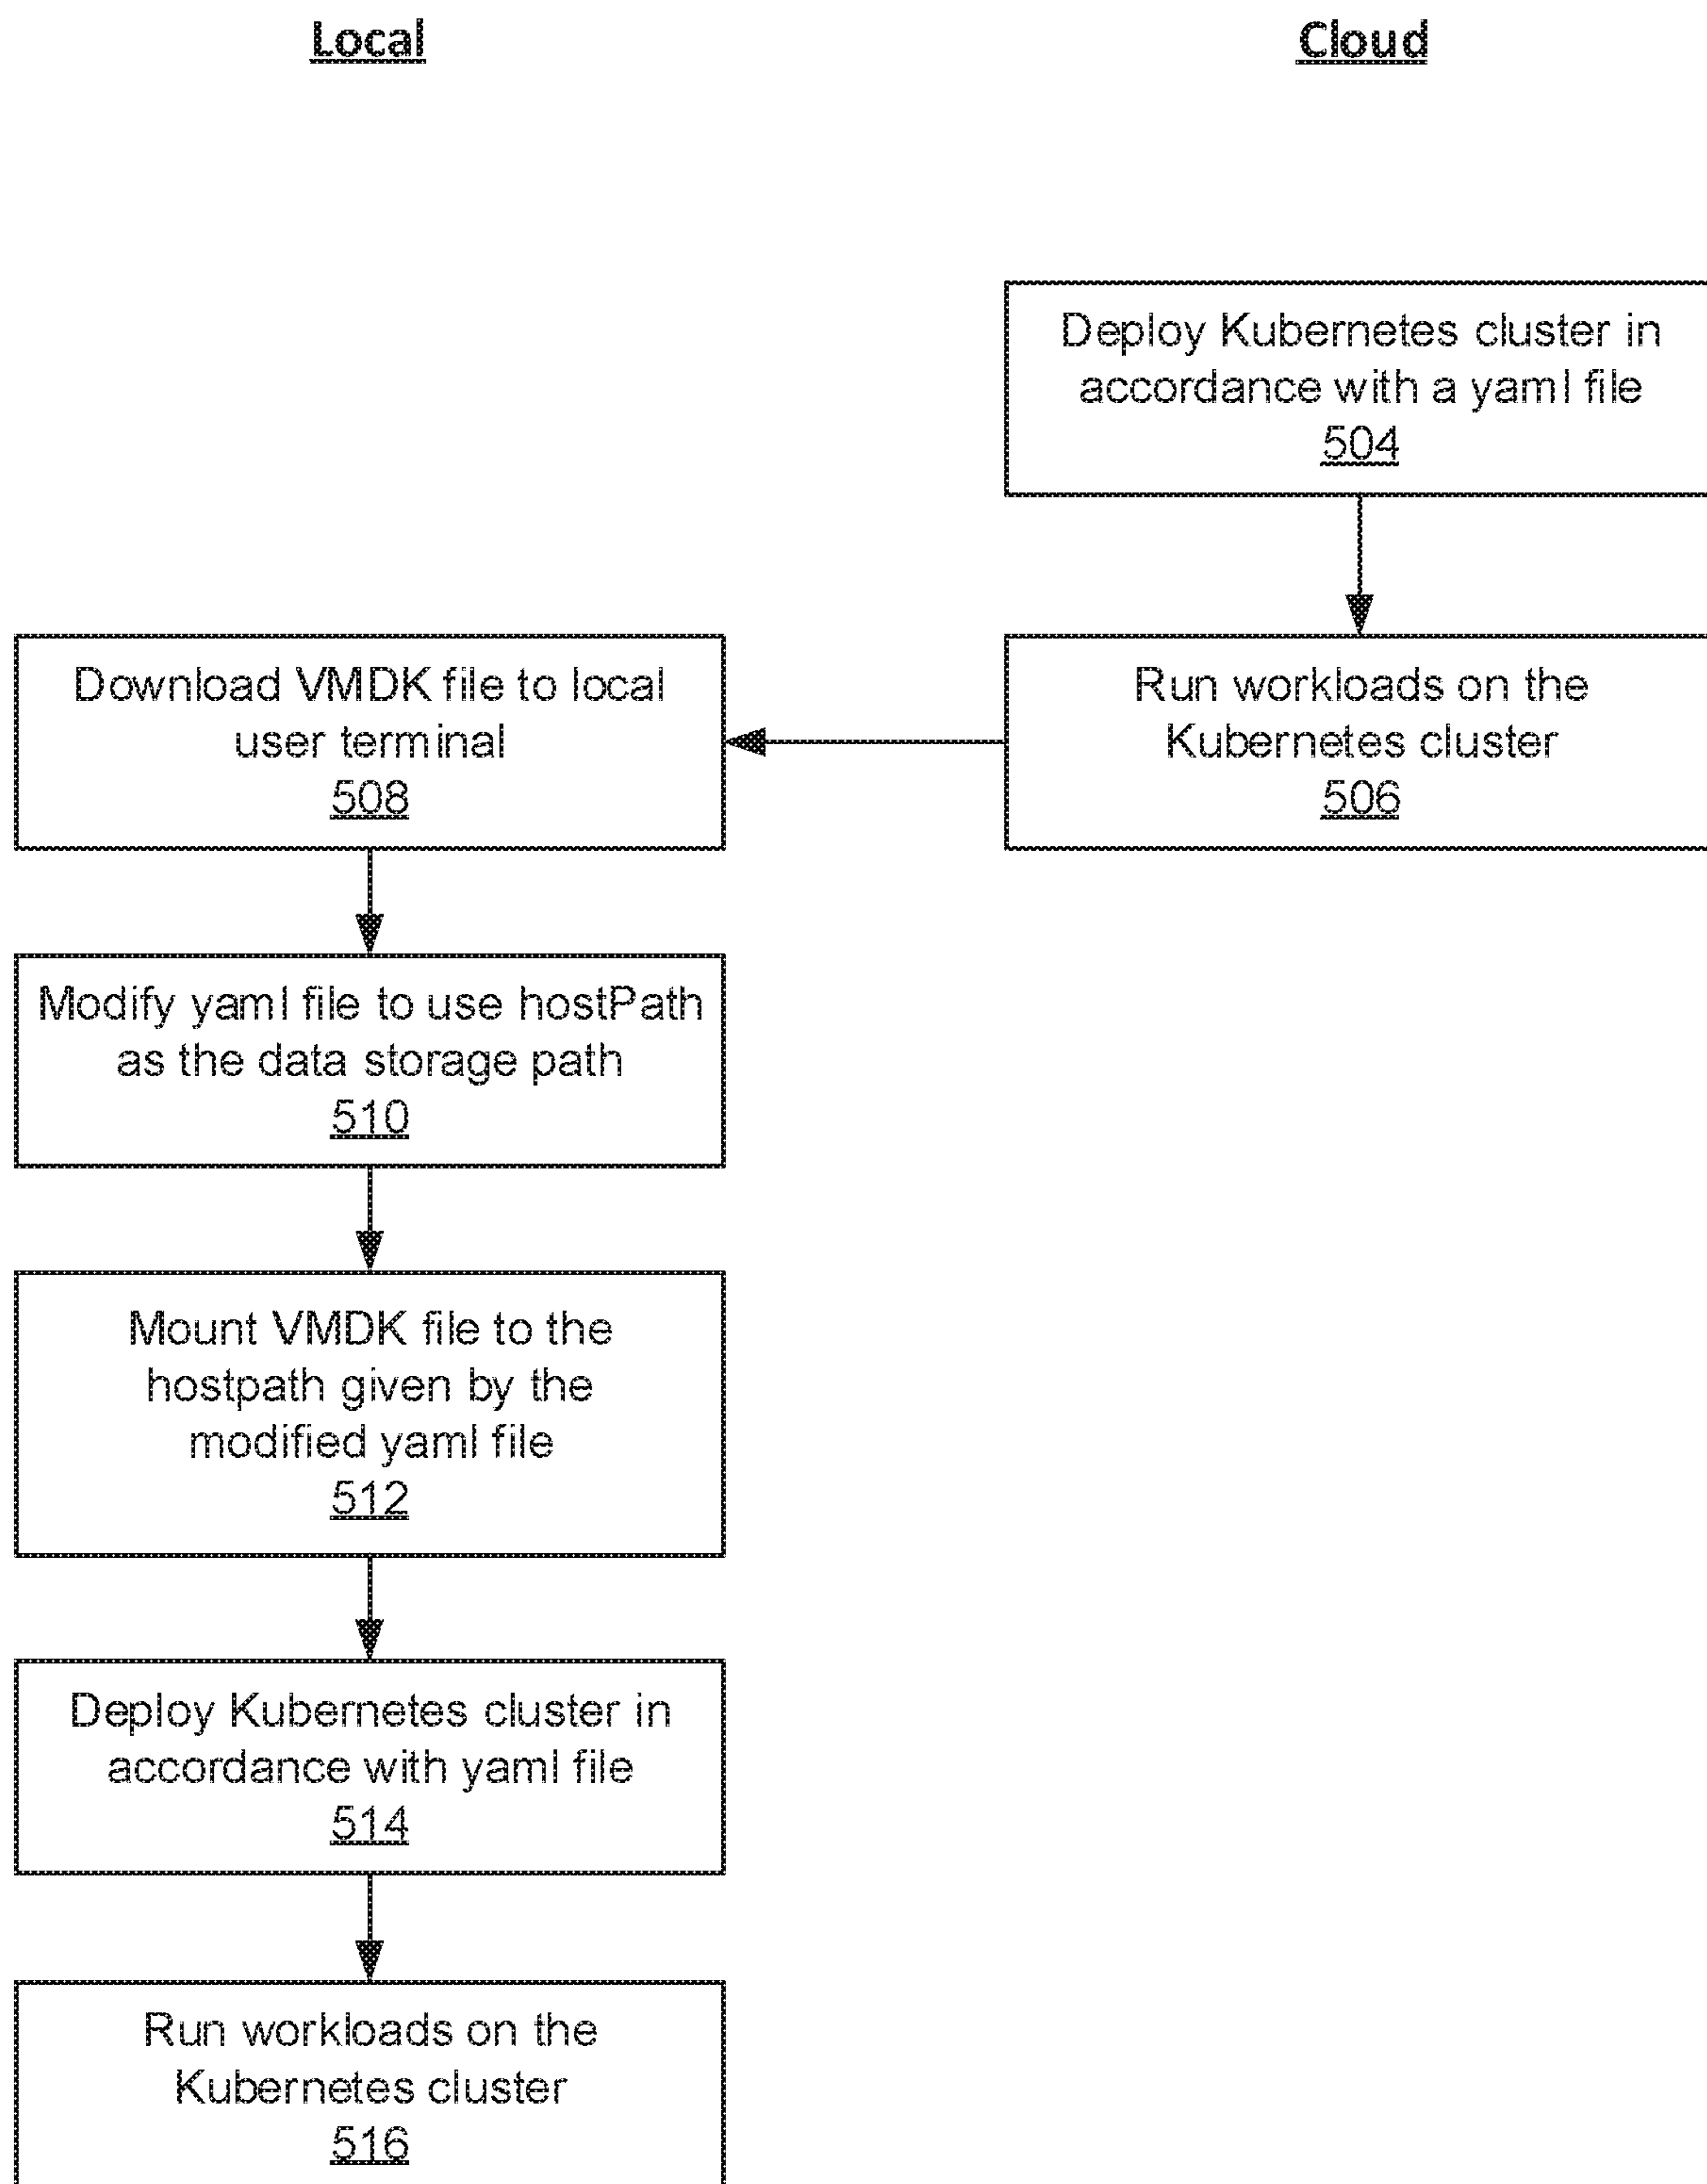 Local
Cloud
Deploy Kubernetes cluster in
accordance with a yaml file
504
Run workloads on the
Kubernetes cluster
506
Download VMDK file to local
user terminal
508
Modify yaml file to use hostPath
as the data storage path
510
Mount VMDK file to the
hostpath given by the
modified yaml file
512
Deploy Kubernetes cluster in
accordance with yaml file
514
Run workloads on the
Kubernetes cluster
516